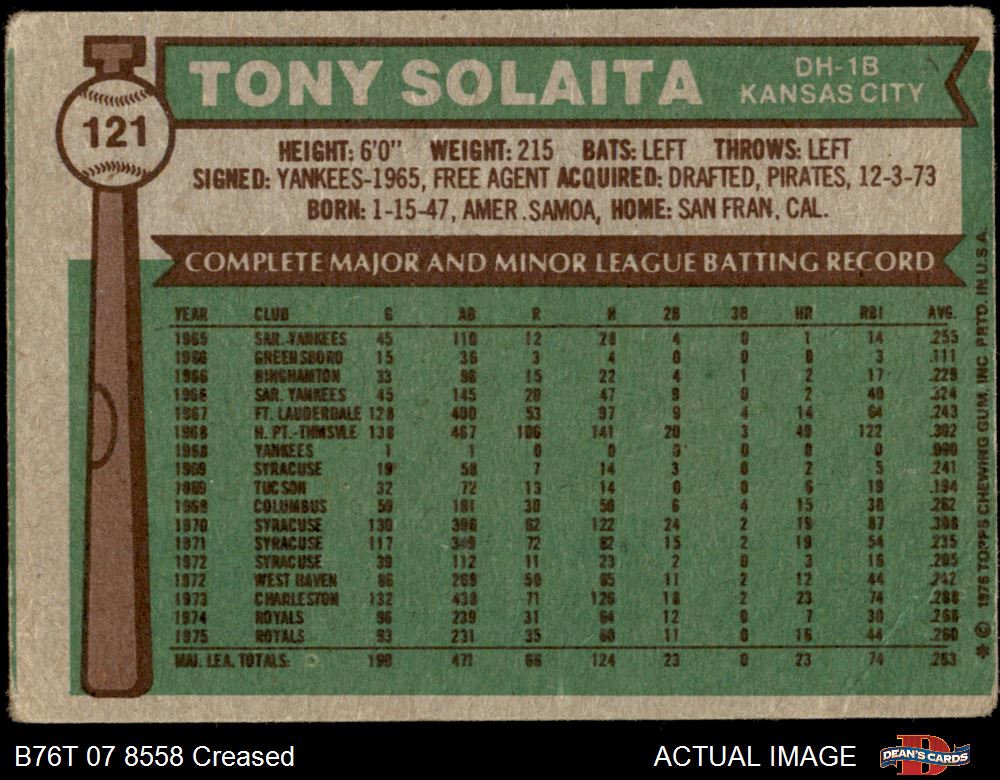 TONY SOLAITA
DH-1B
KANSAS CITY
121
HEIGHT: 6'0" WEIGHT: 215 BATS: LEFT THROWS: LEFT
SIGNED: YANKEES-1965, FREE AGENT ACQUIRED: DRAFTED, PIRATES, 12-3-73
BORN: 1-15-47, AMER. SAMOA, HOME: SAN FRAN, CAL.
COMPLETE MAJOR AND MINOR LEAGUE BATTING RECORD
YEAR CLUB G AB R H 2B 3B HR RBI AVG.
1965 SAR. YANKEES 45 110 12 28 4 0 1 14 .255
1966 GREENSBORO 15 36 3 4 0 0 0 3 .111
1966 BINGHAMTON 33 96 15 22 4 1 2 17 .229
1966 SAR. YANKEES 45 145 20 47 0 2 40 .324
1967 FT. LAUDERDALE 128 400 53 97 9 4 14 64 .243
1968 H. PT.-THMSVLE 138 467 106 141 20 3 49 122 .302
1968 YANKEES 1 1 0 0 0 0 0 0 .000
1969 SYRACUSE 19 58 7 14 3 0 2 5 .241
1969 TUCSON 32 72 13 14 0 0 6 19 .194
1969 COLUMBUS 59 191 30 50 6 4 15 38 .262
1970 SYRACUSE 130 396 62 122 24 2 19 87 .308
1971 SYRACUSE 117 349 72 82 15 2 19 54 .235
1972 SYRACUSE 39 112 11 23 2 0 3 16 .205
1972 WEST HAVEN 86 269 50 65 11 2 12 44 .242
1973 CHARLESTON 132 438 71 126 18 2 23 74 .288
1974 ROYALS 96 239 31 64 12 0 7 30 .268
1975 ROYALS 93 231 35 60 11 0 16 44 .260
MAJ. LEA. TOTALS: 190 471 66 124 23 0 23 74 .263
* © 1976 TOPPS CHEWING GUM, INC. PRTD. IN U.S.A.
B76T 07 8558 Creased
ACTUAL IMAGE
DEAN'S CARDS